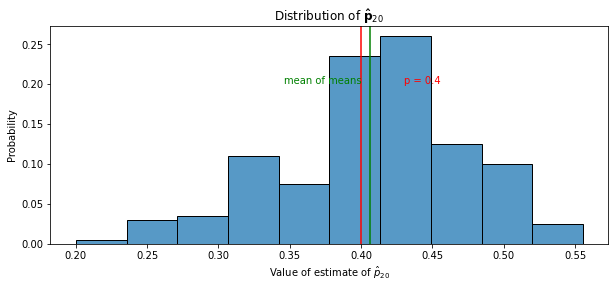 Distribution of p̂₂₀
Probability
0.25
0.20
0.15
0.10
0.05
0.00
mean of means
p = 0.4
0.20 0.25 0.30 0.35 0.40 0.45 0.50 0.55
Value of estimate of p̂₂₀